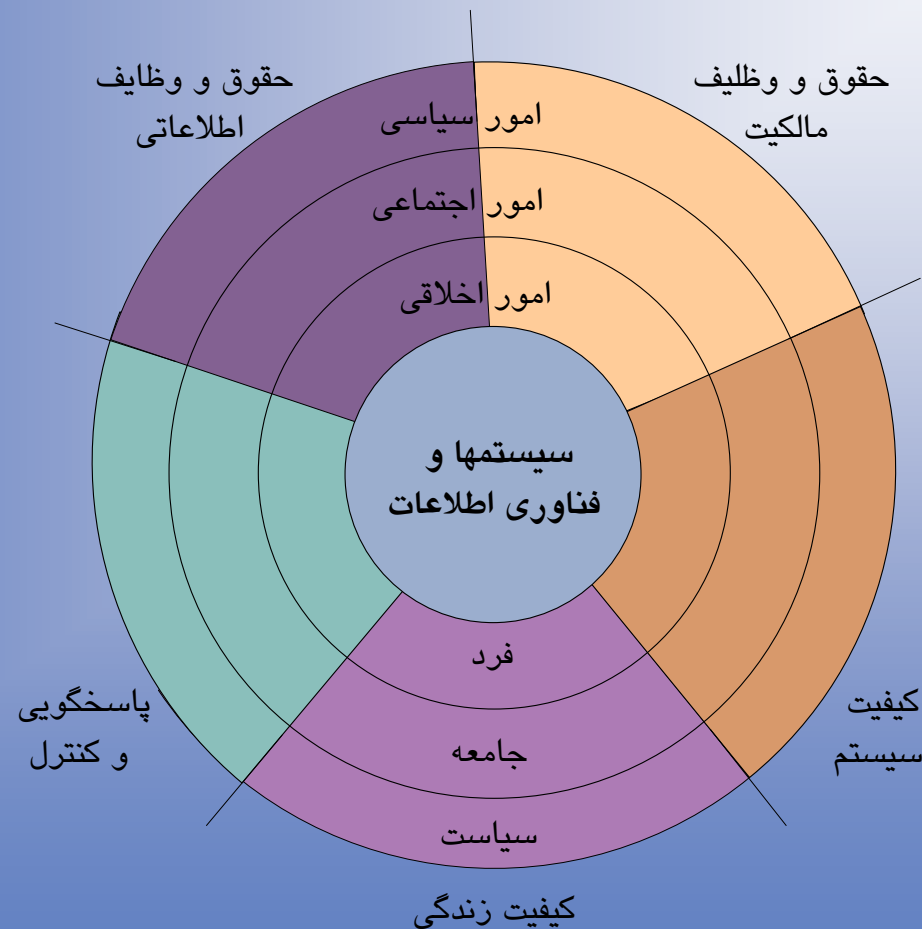 حقوق و وظلیف
مالکیت
حقوق و وظایف
اطلاعاتی
امور سیاسی
امور اجتماعی
امور اخلاقی
سیستمها و
فناوری اطلاعات
فرد
جامعه
سیاست
کیفیت
سیستم
پاسخگویی
و کنترل
کیفیت زندگی